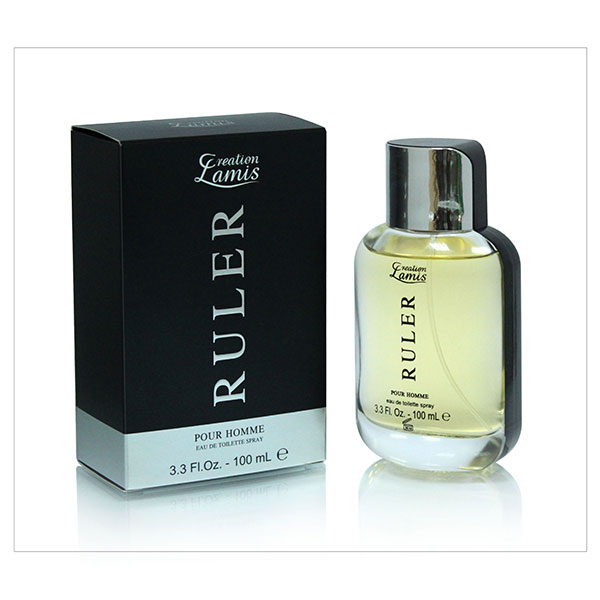 Creation
Lamis
RULER
POUR HOMME
EAU DE TOILETTE SPRAY
3.3 Fl.Oz. - 100 mL ℮
Creation
Lamis
RULER
POUR HOMME
eau de toilette spray
3.3 Fl. Oz. - 100 mL ℮